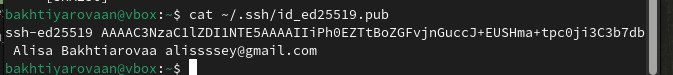 bakhtiyarovaan@vbox:~$ cat ~/.ssh/id_ed25519.pub
ssh-ed25519 AAAAC3NzaC1lZDI1NTE5AAAAIIiPh0EZTtBoZGFvjnGuccJ+EUSHma+tpc0ji3C3b7db
Alisa Bakhtiarovaa alissssey@gmail.com
bakhtiyarovaan@vbox:~$